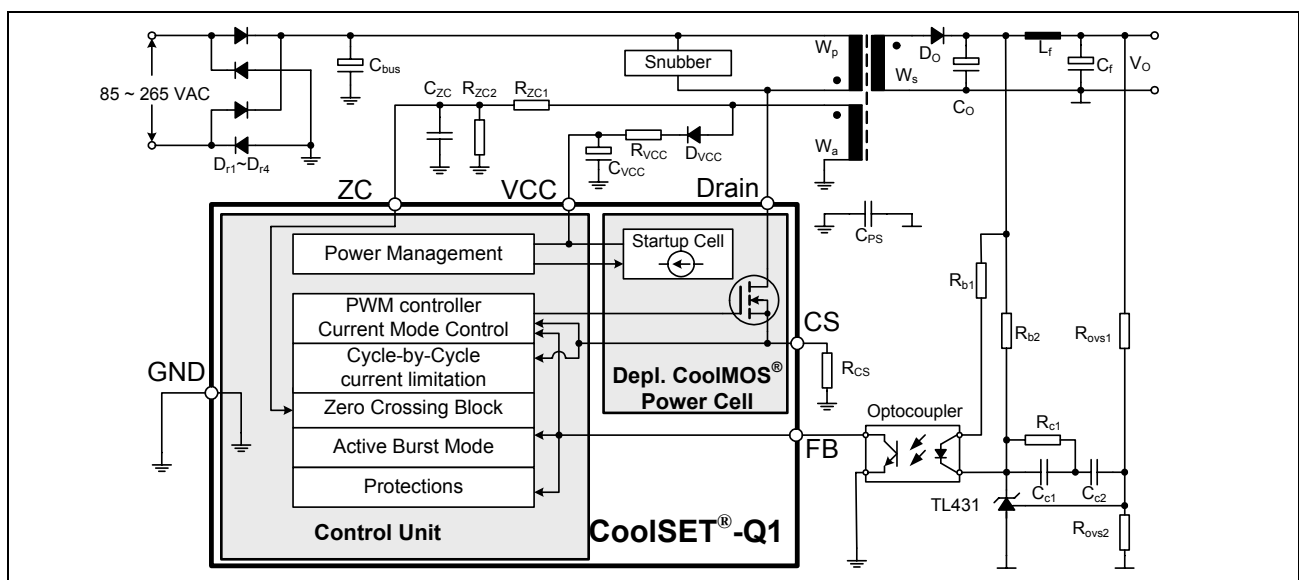 85 ~ 265 VAC
Dr1~Dr4
Cbus
CZC
RZC2
RZC1
Snubber
Wp
Ws
Wa
DO
CO
Lf
Cf
VO
RVCC
DVCC
CVCC
ZC
VCC
Drain
CPS
Power Management
Startup Cell
PWM controller
Current Mode Control
Cycle-by-Cycle
current limitation
Zero Crossing Block
Active Burst Mode
Protections
Control Unit
Depl. CoolMOS®
Power Cell
CoolSET®-Q1
GND
CS
RCS
FB
Optocoupler
Rb1
Rb2
Rovs1
Rc1
Cc1
Cc2
TL431
Rovs2